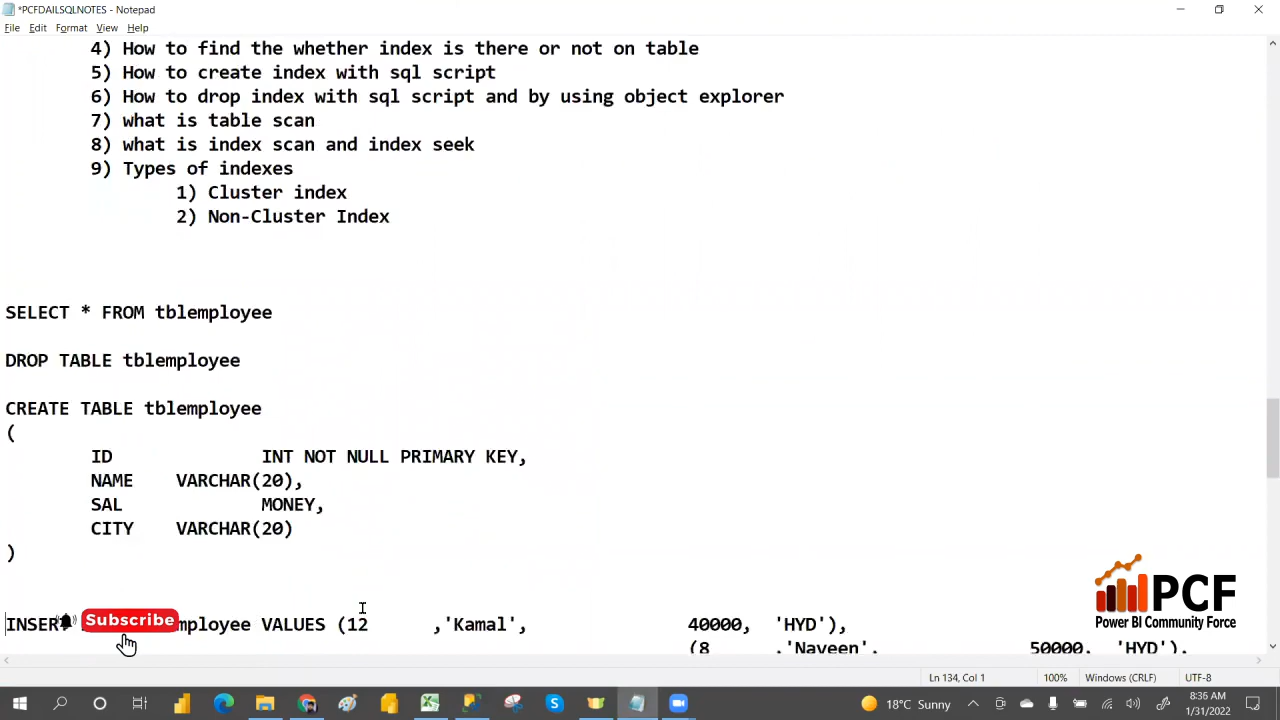 *PCFDAILSQLNOTES - Notepad
File Edit Format View Help
4) How to find the whether index is there or not on table
5) How to create index with sql script
6) How to drop index with sql script and by using object explorer
7) what is table scan
8) what is index scan and index seek
9) Types of indexes
1) Cluster index
2) Non-Cluster Index
SELECT * FROM tblemployee
DROP TABLE tblemployee
CREATE TABLE tblemployee
(
ID INT NOT NULL PRIMARY KEY,
NAME VARCHAR(20),
SAL MONEY,
CITY VARCHAR(20)
)
INSERT mployee VALUES (12 ,'Kamal', 40000, 'HYD'),
Subscribe
(8 ,'Naveen', 50000, 'HYD'),
PCF
Power BI Community Force
Ln 134, Col 1 100% Windows (CRLF) UTF-8
18°C Sunny
8:35 AM
1/31/2022